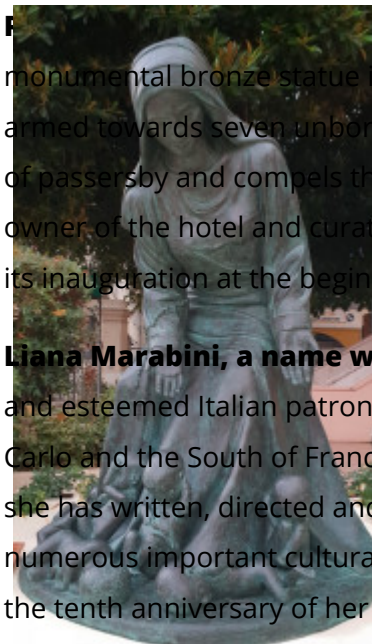 monumental bronze statue i
armed towards seven unbor
of passersby and compels th
owner of the hotel and curat
its inauguration at the begin
Liana Marabini, a name w
and esteemed Italian patron
Carlo and the South of Franc
she has written, directed and
numerous important cultura
the tenth anniversary of her